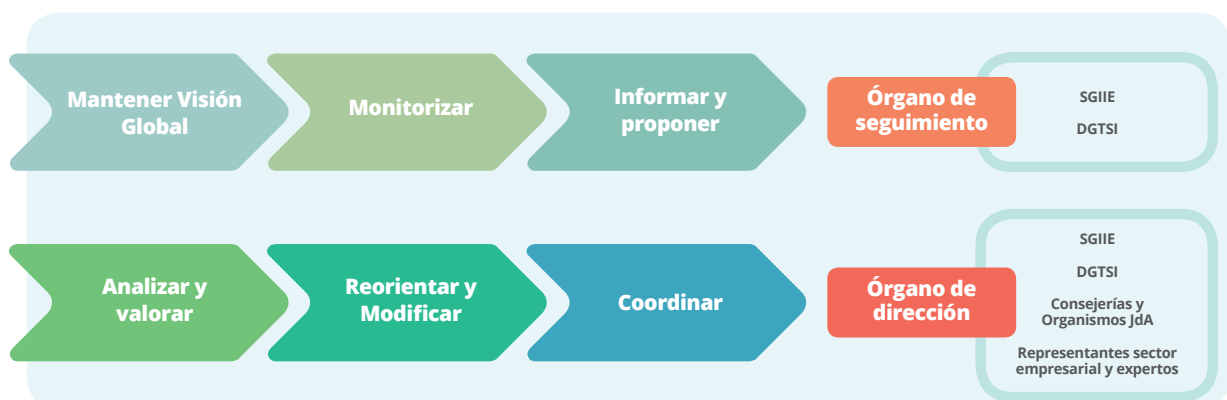 Mantener Visión
Global
Monitorizar
Informar y
proponer
Órgano de
seguimiento
SGIIE
DGTSI
Analizar y
valorar
Reorientar y
Modificar
Coordinar
Órgano de
dirección
SGIIE
DGTSI
Consejerías y
Organismos JdA
Representantes sector
empresarial y expertos